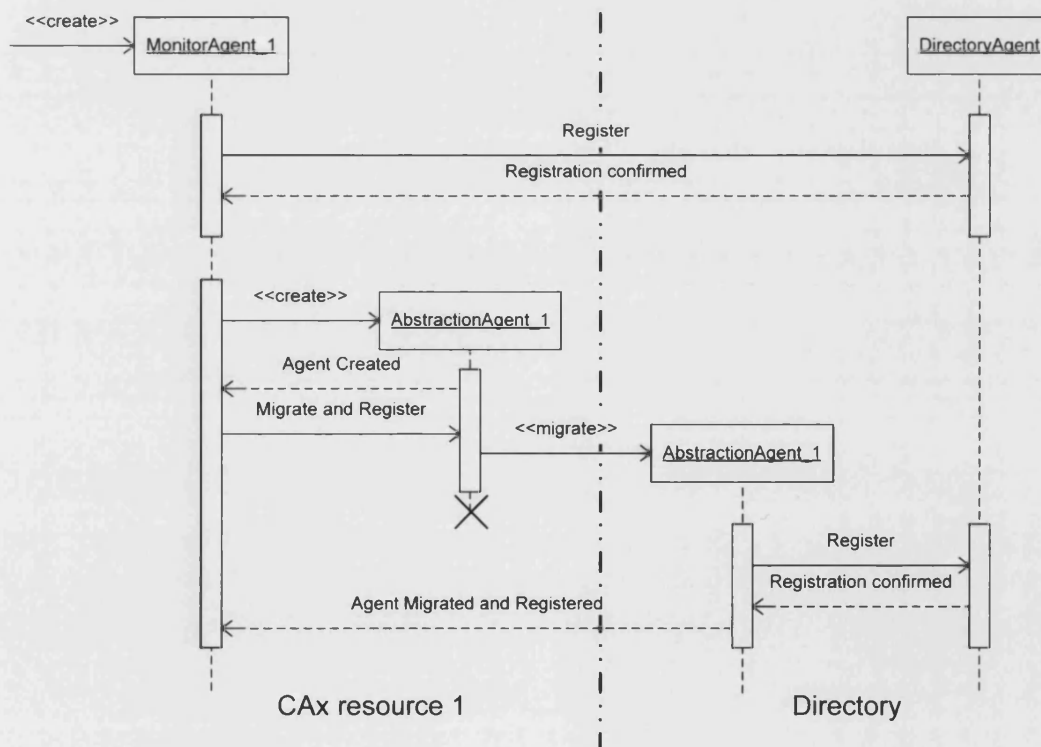 <<create>>
MonitorAgent_1
DirectoryAgent
Register
Registration confirmed
<<create>>
AbstractionAgent_1
Agent Created
Migrate and Register
<<migrate>>
AbstractionAgent_1
Register
Registration confirmed
Agent Migrated and Registered
CAx resource 1
Directory